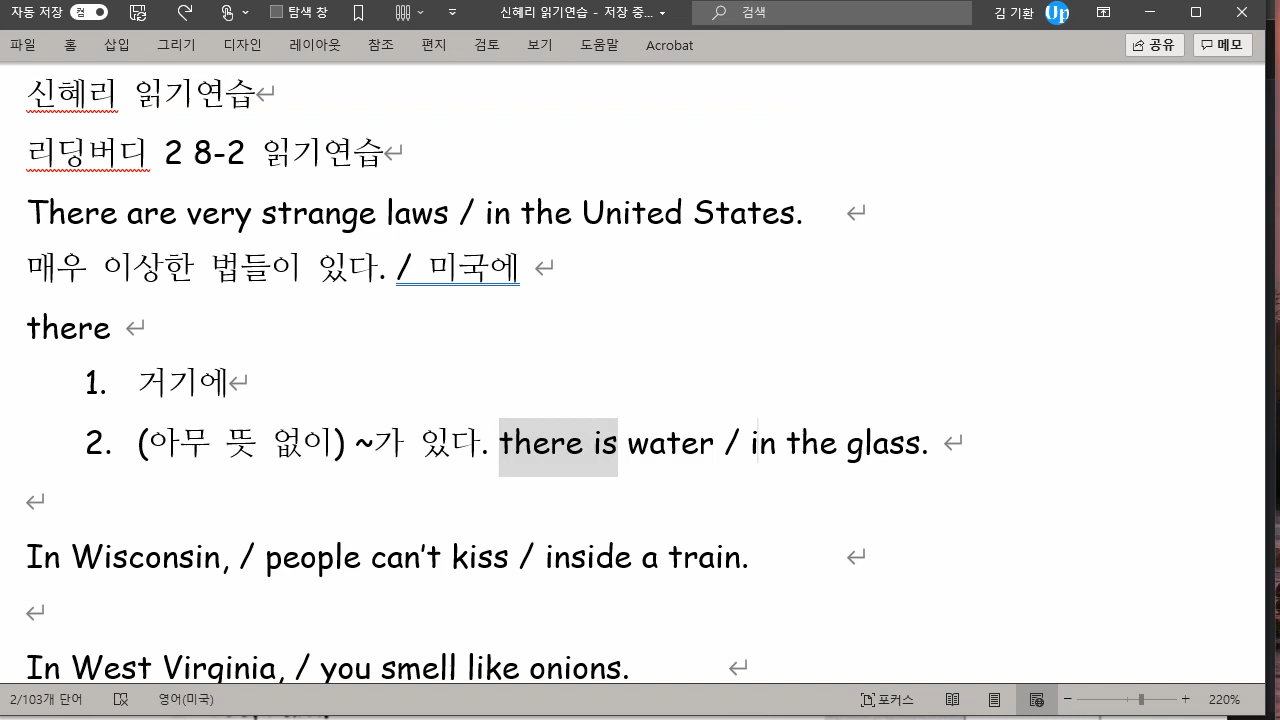 자동 저장 컴 탐색 창 신혜리 읽기연습 - 저장 중... 검색 김 기환 Up
파일 홈 삽입 그리기 디자인 레이아웃 참조 편지 검토 보기 도움말 Acrobat 공유 메모
신혜리 읽기연습
리딩버디 2 8-2 읽기연습
There are very strange laws / in the United States.
매우 이상한 법들이 있다. / 미국에
there
1. 거기에
2. (아무 뜻 없이) ~가 있다. there is water / in the glass.
In Wisconsin, / people can't kiss / inside a train.
In West Virginia, / you smell like onions.
2/103개 단어 영어(미국) 포커스 220%